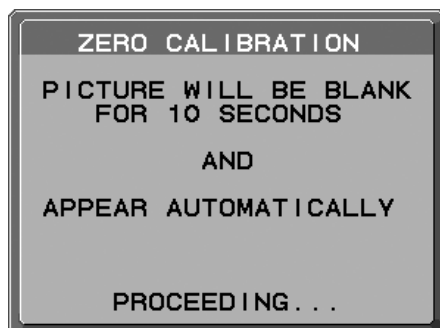 ZERO CALIBRATION
PICTURE WILL BE BLANK
FOR 10 SECONDS
AND
APPEAR AUTOMATICALLY
PROCEEDING...